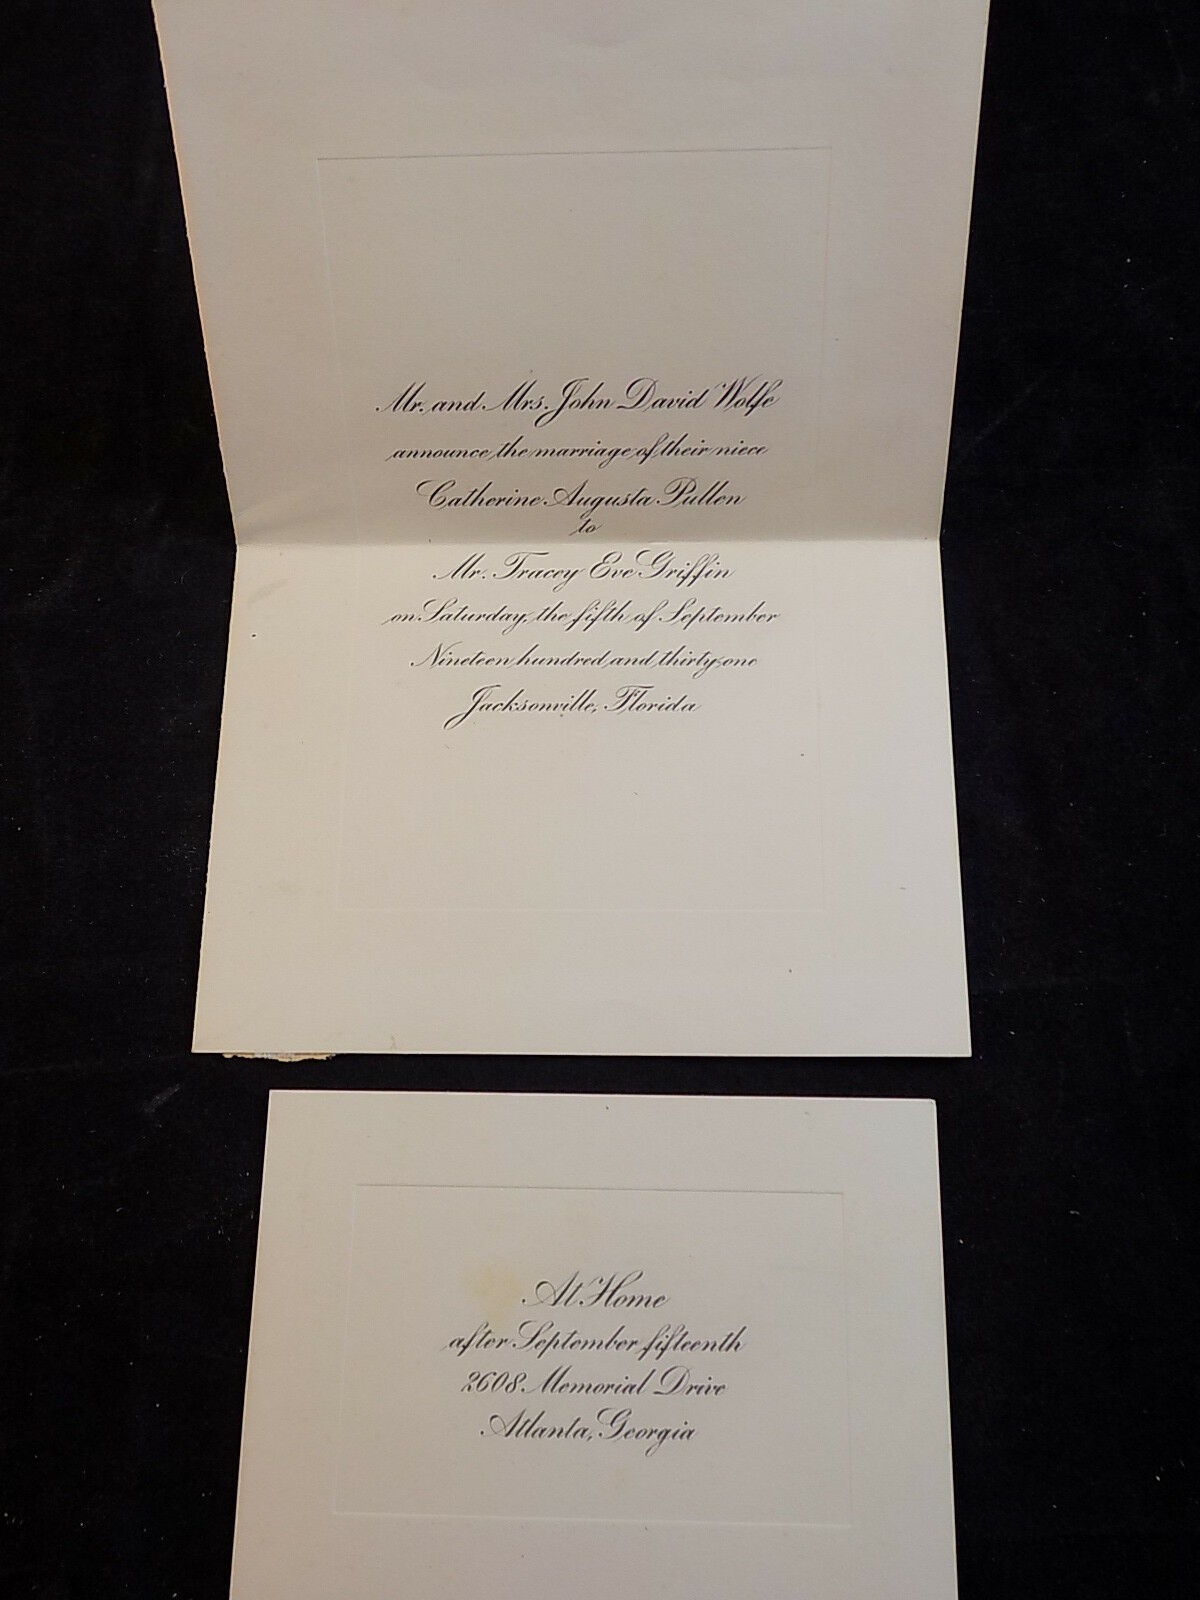 Mr. and Mrs. John David Wolfe
announce the marriage of their niece
Catherine Augusta Pullen
to
Mr. Tracey Eve Griffin
on Saturday, the fifth of September
Nineteen hundred and thirty-one
Jacksonville, Florida
At Home
after September fifteenth
2608 Memorial Drive
Atlanta, Georgia